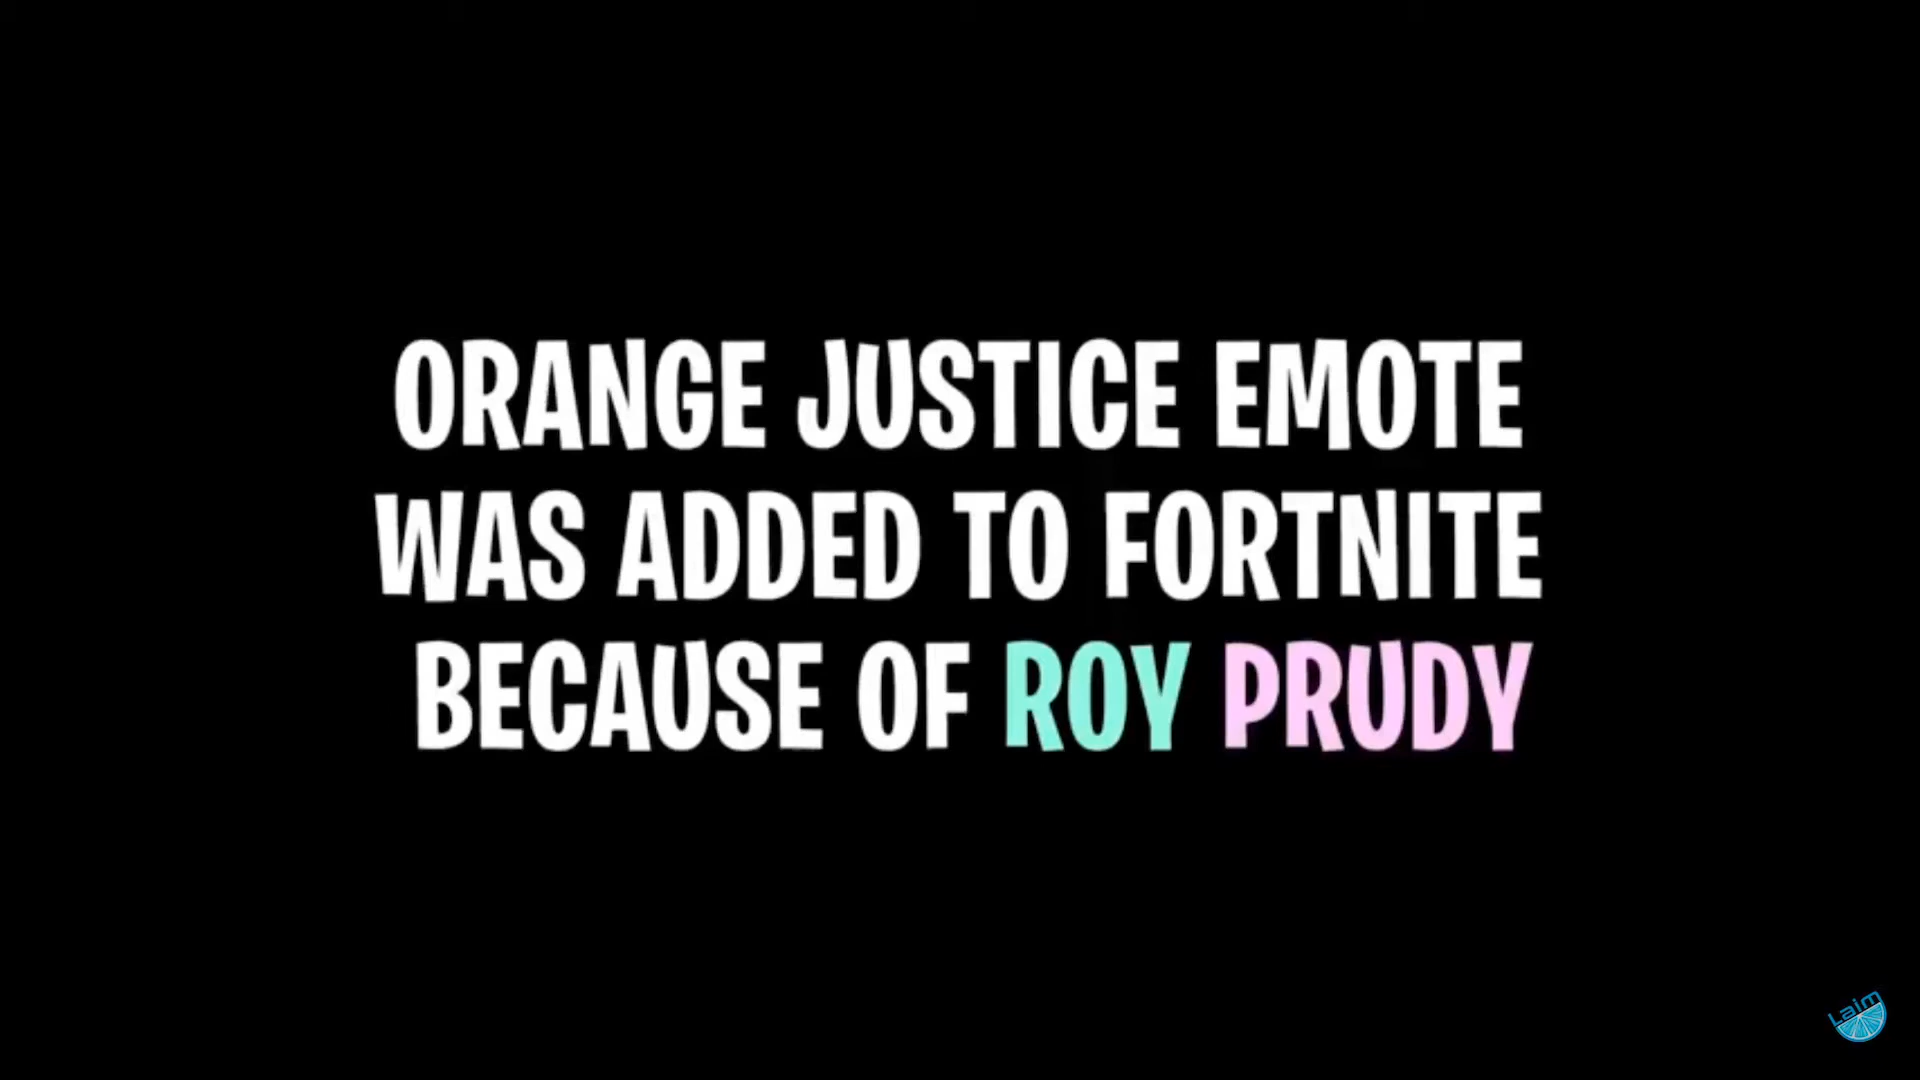 ORANGE JUSTICE EMOTE
WAS ADDED TO FORTNITE
BECAUSE OF ROY PRUDY
Laim